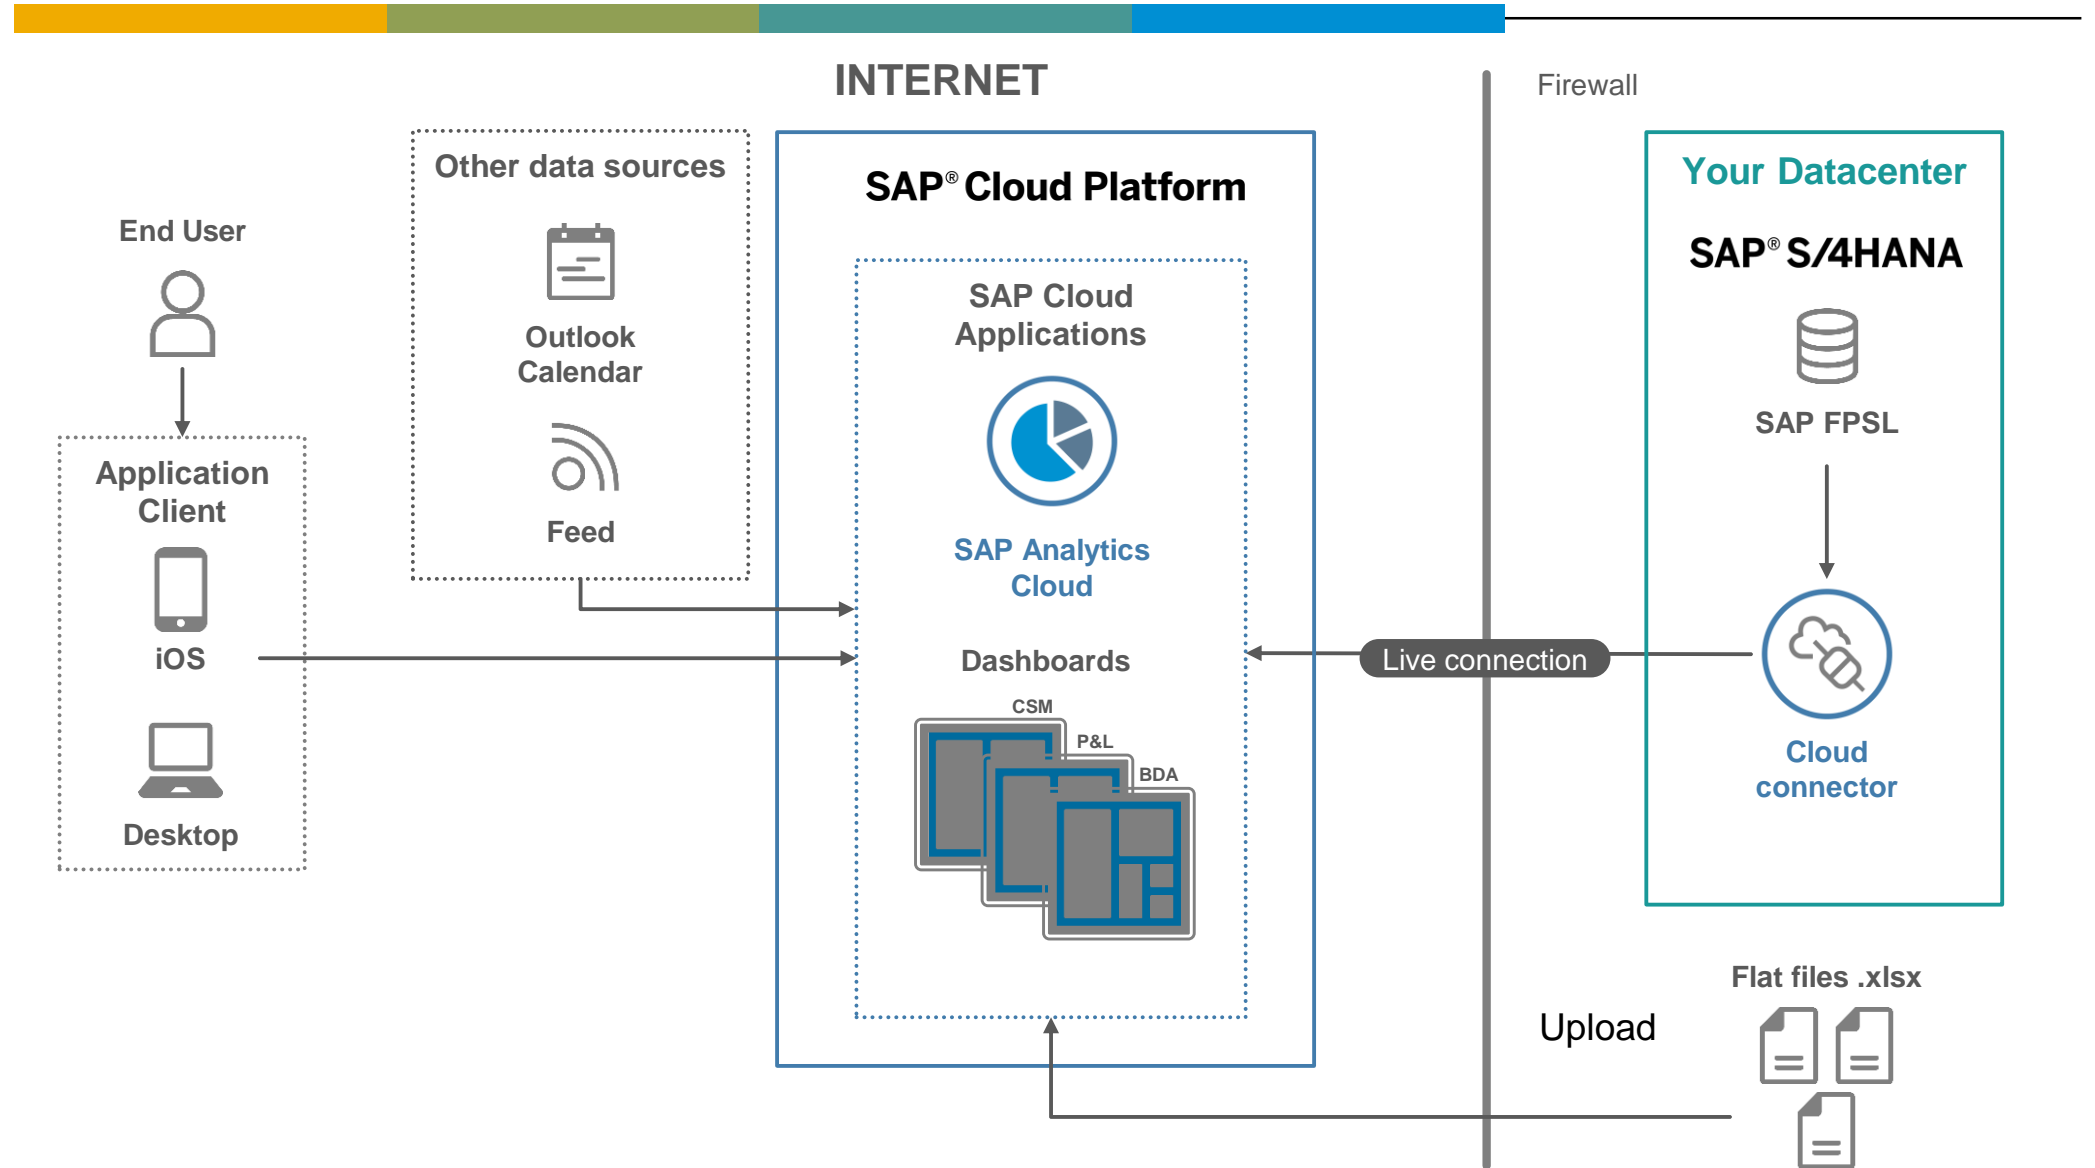 INTERNET
Firewall
Other data sources
Outlook
Calendar
Feed
End User
Application
Client
iOS
Desktop
SAP® Cloud Platform
SAP Cloud
Applications
SAP Analytics
Cloud
Dashboards
CSM
P&L
BDA
Live connection
Your Datacenter
SAP® S/4HANA
SAP FPSL
Cloud
connector
Flat files .xlsx
Upload